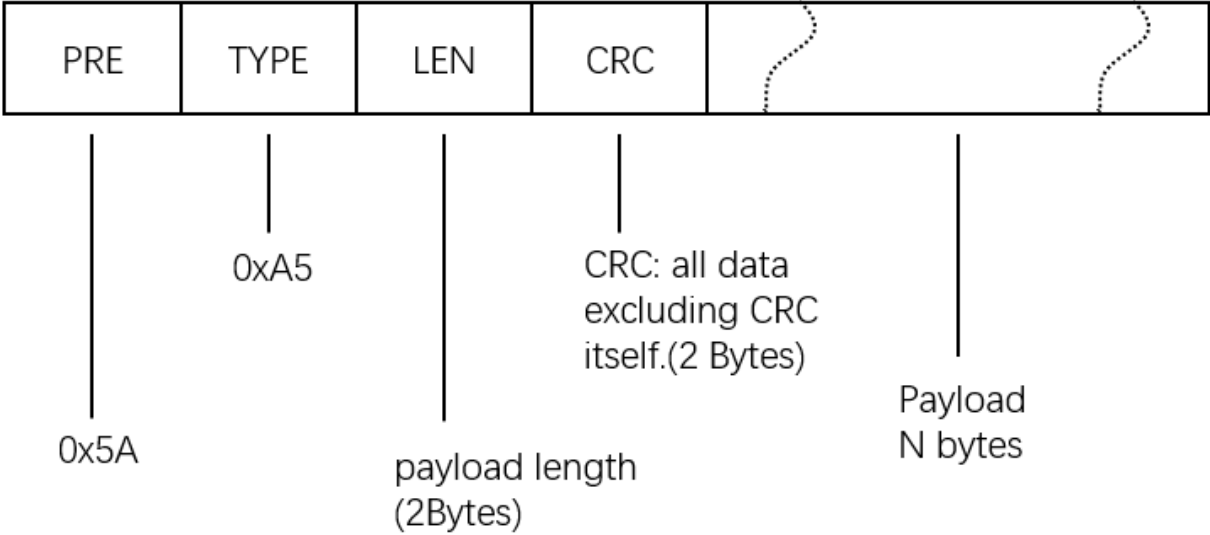 PRE
TYPE
LEN
CRC
0xA5
CRC: all data
excluding CRC
itself.(2 Bytes)
Payload
N bytes
0x5A
payload length
(2Bytes)